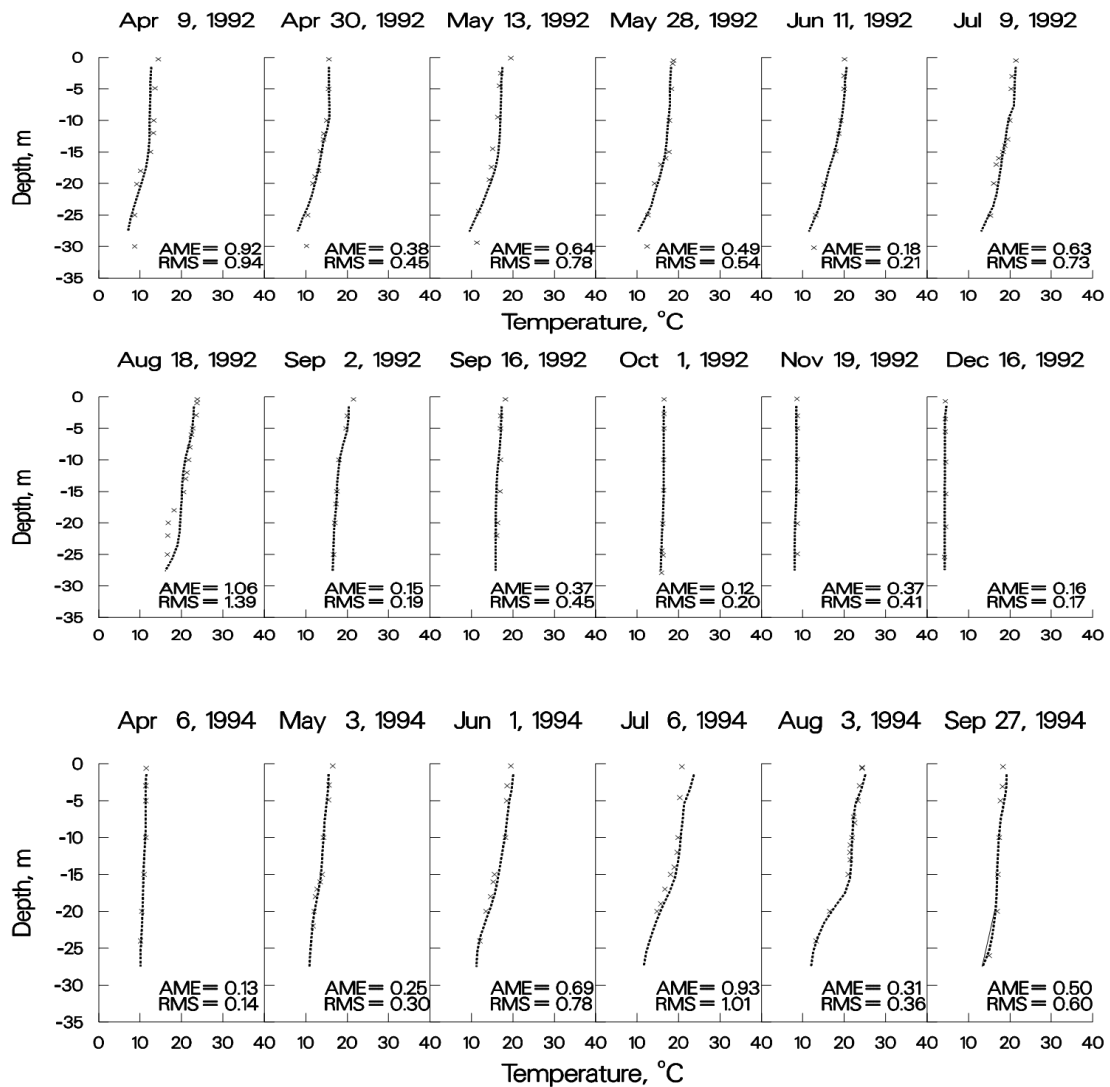 Apr 9, 1992 Apr 30, 1992 May 13, 1992 May 28, 1992 Jun 11, 1992 Jul 9, 1992
0
-5
-10
-15
-20
-25
-30
-35
Depth, m
AME= 0.92 AME= 0.38 AME= 0.64 AME= 0.49 AME= 0.18 AME= 0.63
RMS= 0.94 RMS= 0.45 RMS= 0.78 RMS= 0.54 RMS= 0.21 RMS= 0.73
0 10 20 30 40 10 20 30 40 10 20 30 40 10 20 30 40 10 20 30 40 10 20 30 40
Temperature, °C
Aug 18, 1992 Sep 2, 1992 Sep 16, 1992 Oct 1, 1992 Nov 19, 1992 Dec 16, 1992
0
-5
-10
-15
-20
-25
-30
-35
Depth, m
AME= 1.06 AME= 0.15 AME= 0.37 AME= 0.12 AME= 0.37 AME= 0.16
RMS= 1.39 RMS= 0.19 RMS= 0.45 RMS= 0.20 RMS= 0.41 RMS= 0.17
0 10 20 30 40 10 20 30 40 10 20 30 40 10 20 30 40 10 20 30 40 10 20 30 40
Apr 6, 1994 May 3, 1994 Jun 1, 1994 Jul 6, 1994 Aug 3, 1994 Sep 27, 1994
0
-5
-10
-15
-20
-25
-30
-35
Depth, m
AME= 0.13 AME= 0.25 AME= 0.69 AME= 0.93 AME= 0.31 AME= 0.50
RMS= 0.14 RMS= 0.30 RMS= 0.78 RMS= 1.01 RMS= 0.36 RMS= 0.60
0 10 20 30 40 10 20 30 40 10 20 30 40 10 20 30 40 10 20 30 40 10 20 30 40
Temperature, °C